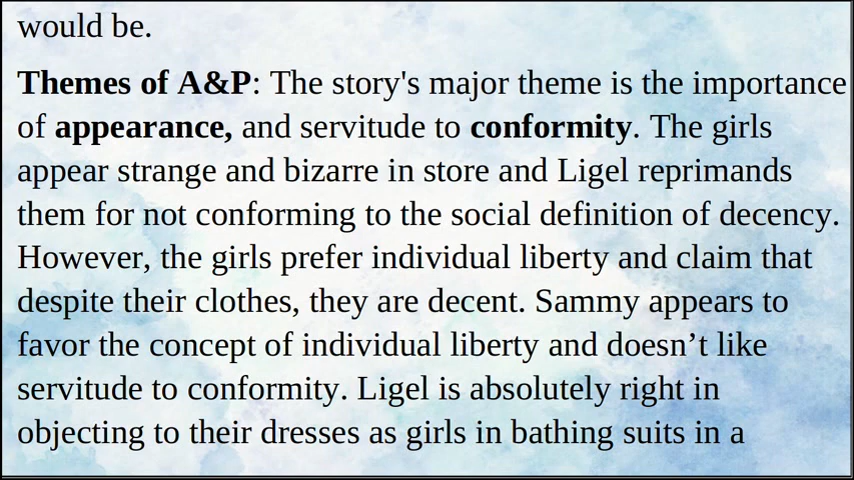 would be.
Themes of A&P: The story's major theme is the importance
of appearance, and servitude to conformity. The girls
appear strange and bizarre in store and Ligel reprimands
them for not conforming to the social definition of decency.
However, the girls prefer individual liberty and claim that
despite their clothes, they are decent. Sammy appears to
favor the concept of individual liberty and doesn’t like
servitude to conformity. Ligel is absolutely right in
objecting to their dresses as girls in bathing suits in a